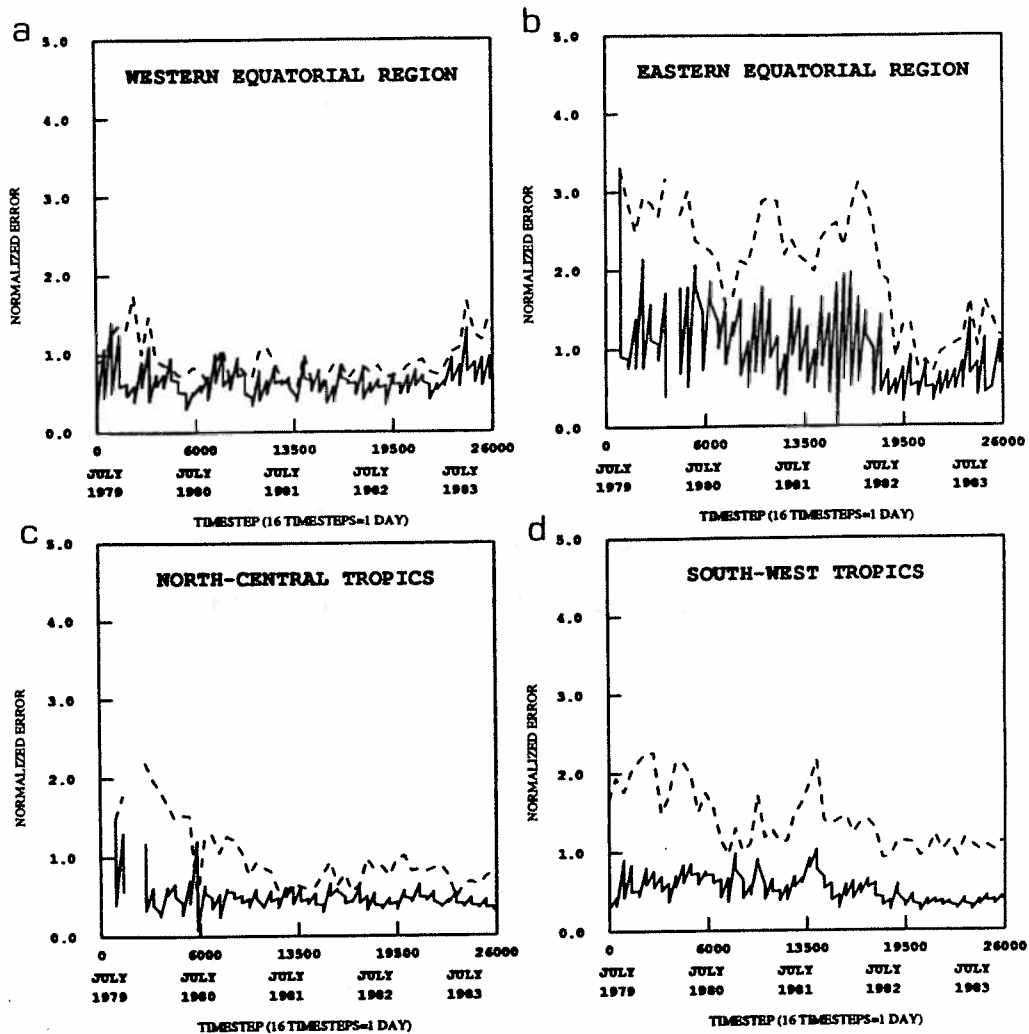 a
5.0
WESTERN EQUATORIAL REGION
4.0
3.0
2.0
1.0
0.0
NORMALIZED ERROR
0 6000 13500 19500 26000
JULY JULY JULY JULY JULY
1979 1980 1981 1982 1983
TIMESTEP (16 TIMESTEPS=1 DAY)
b
5.0
EASTERN EQUATORIAL REGION
4.0
3.0
2.0
1.0
0.0
NORMALIZED ERROR
0 6000 13500 19500 26000
JULY JULY JULY JULY JULY
1979 1980 1981 1982 1983
TIMESTEP (16 TIMESTEPS=1 DAY)
c
5.0
NORTH-CENTRAL TROPICS
4.0
3.0
2.0
1.0
0.0
NORMALIZED ERROR
0 6000 13500 19500 26000
JULY JULY JULY JULY JULY
1979 1980 1981 1982 1983
TIMESTEP (16 TIMESTEPS=1 DAY)
d
5.0
SOUTH-WEST TROPICS
4.0
3.0
2.0
1.0
0.0
NORMALIZED ERROR
0 6000 13500 19500 26000
JULY JULY JULY JULY JULY
1979 1980 1981 1982 1983
TIMESTEP (16 TIMESTEPS=1 DAY)